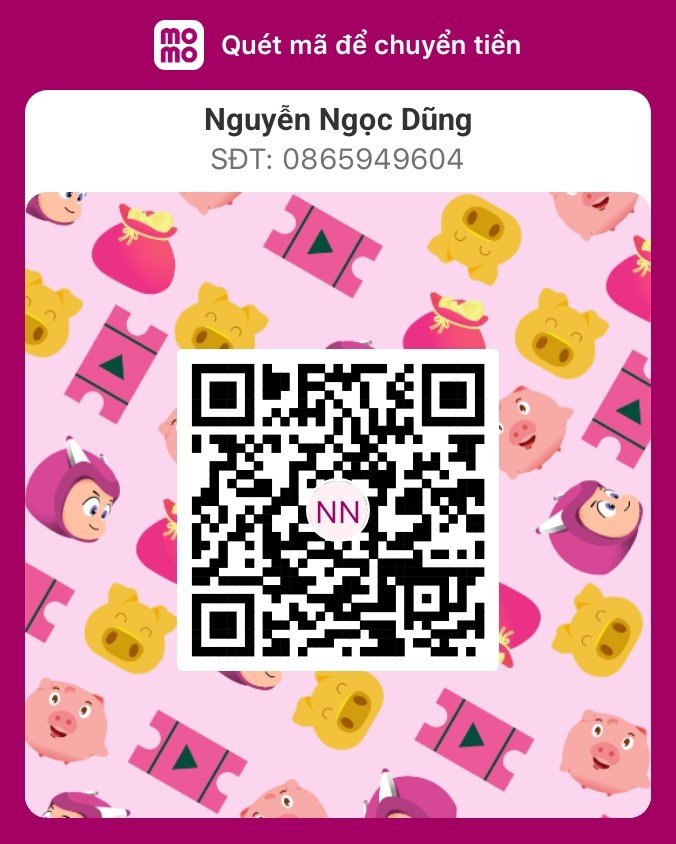 mo
mo
Quét mã để chuyển tiền
Nguyễn Ngọc Dũng
SĐT: 0865949604
NN